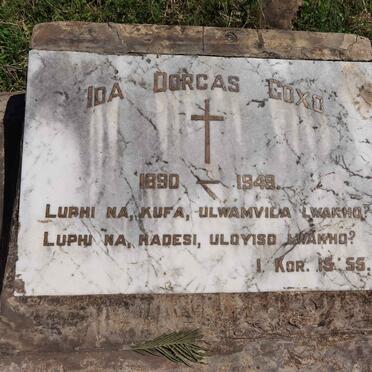 IDA DORCAS COXO
1890 - 1949.
LUPHI NA, KUFA, ULWAMVILA LWAKHO?
LUPHI NA, HADESI, ULOYISO LWAKHO?
I. KOR. 15:55.